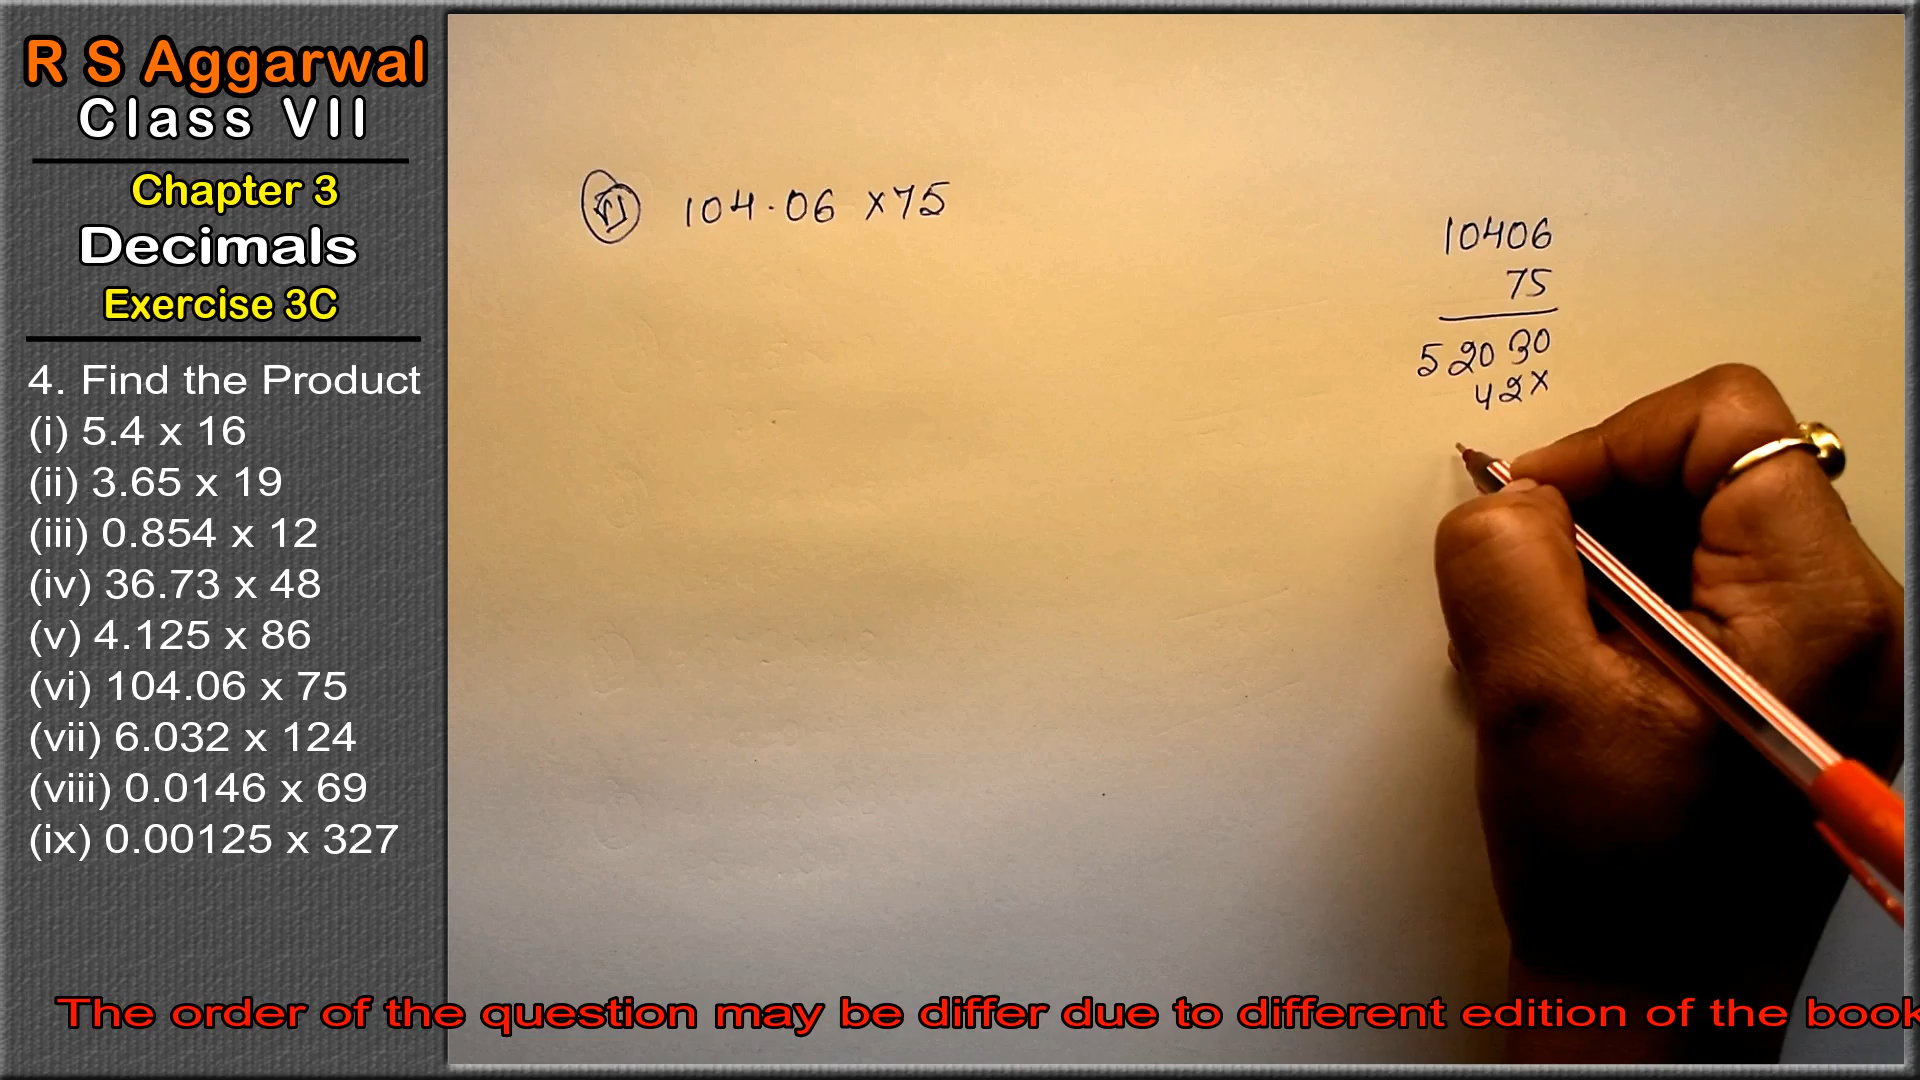 R S Aggarwal
Class VII
Chapter 3
Decimals
Exercise 3C
4. Find the Product
(i) 5.4 x 16
(ii) 3.65 x 19
(iii) 0.854 x 12
(iv) 36.73 x 48
(v) 4.125 x 86
(vi) 104.06 x 75
(vii) 6.032 x 124
(viii) 0.0146 x 69
(ix) 0.00125 x 327
(vi) 104.06 x 75
10406
75
52030
42x
The order of the question may be differ due to different edition of the book